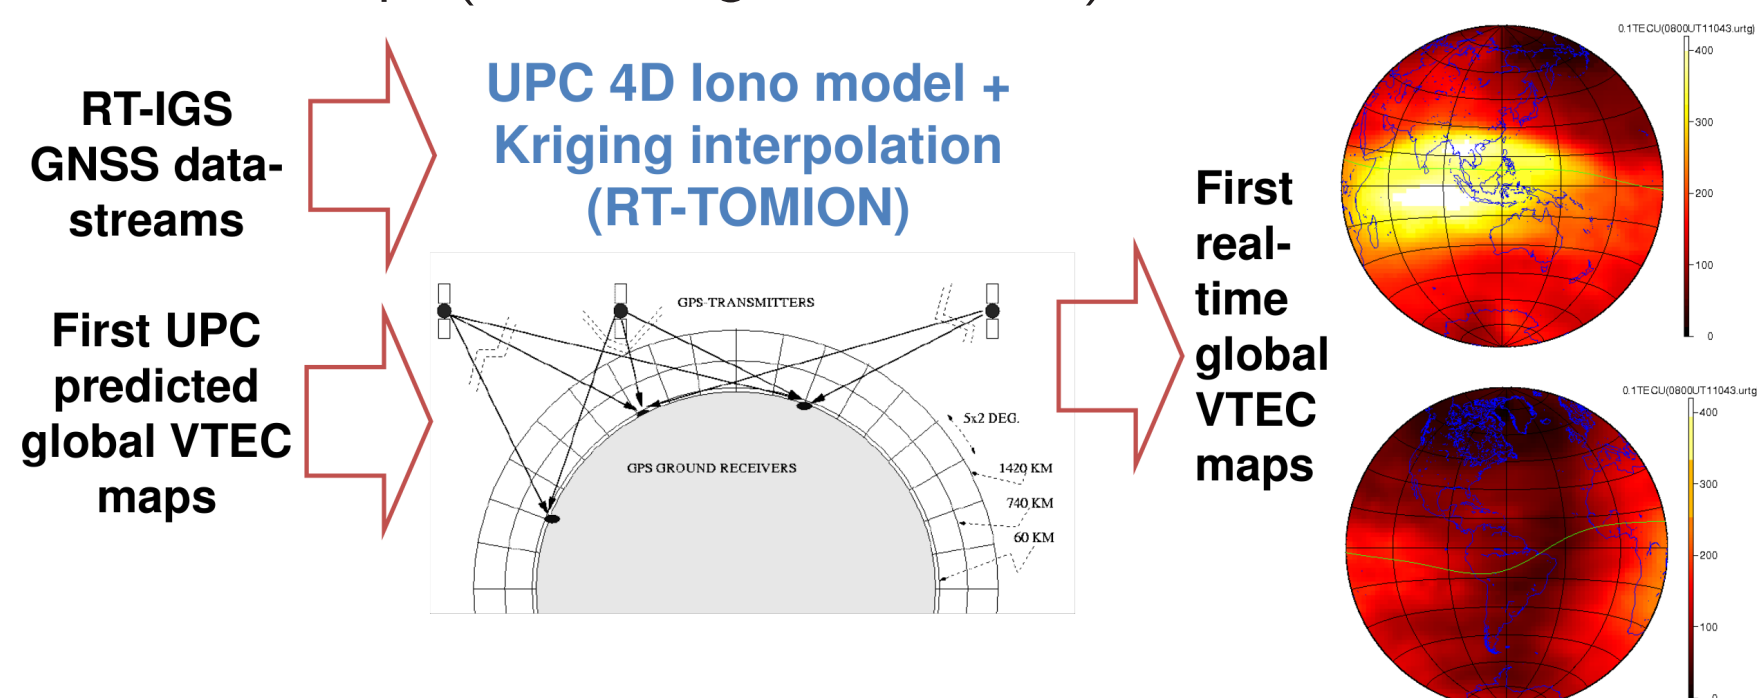 RT-IGS
GNSS data-
streams
First UPC
predicted
global VTEC
maps
UPC 4D Iono model +
Kriging interpolation
(RT-TOMION)
GPS-TRANSMITTERS
GPS GROUND RECEIVERS
5x2 DEG.
1420 KM
740 KM
60 KM
First
real-
time
global
VTEC
maps
0.1TECU(0800UT11043.urtg)
400
300
200
100
0
0.1TECU(0800UT11043.urtg
400
300
200
100